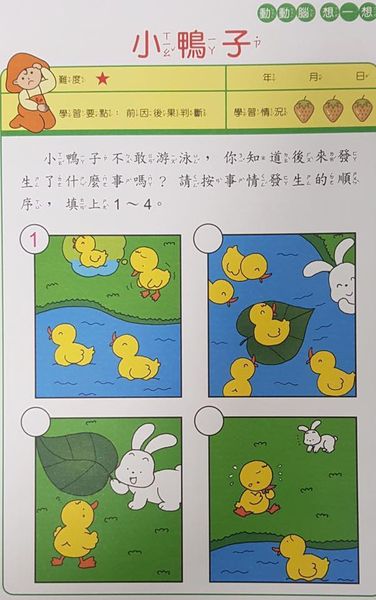 動動腦想一想
小鴨子
ㄒㄧㄠˇ ㄧㄚ ㄗ˙
難度：★
年 月 日
學習要點：前因後果判斷
學習情況：
小鴨子不敢游泳，你知道後來發
生了什麼事嗎？請按事情發生的順
序，填上1～4。
1